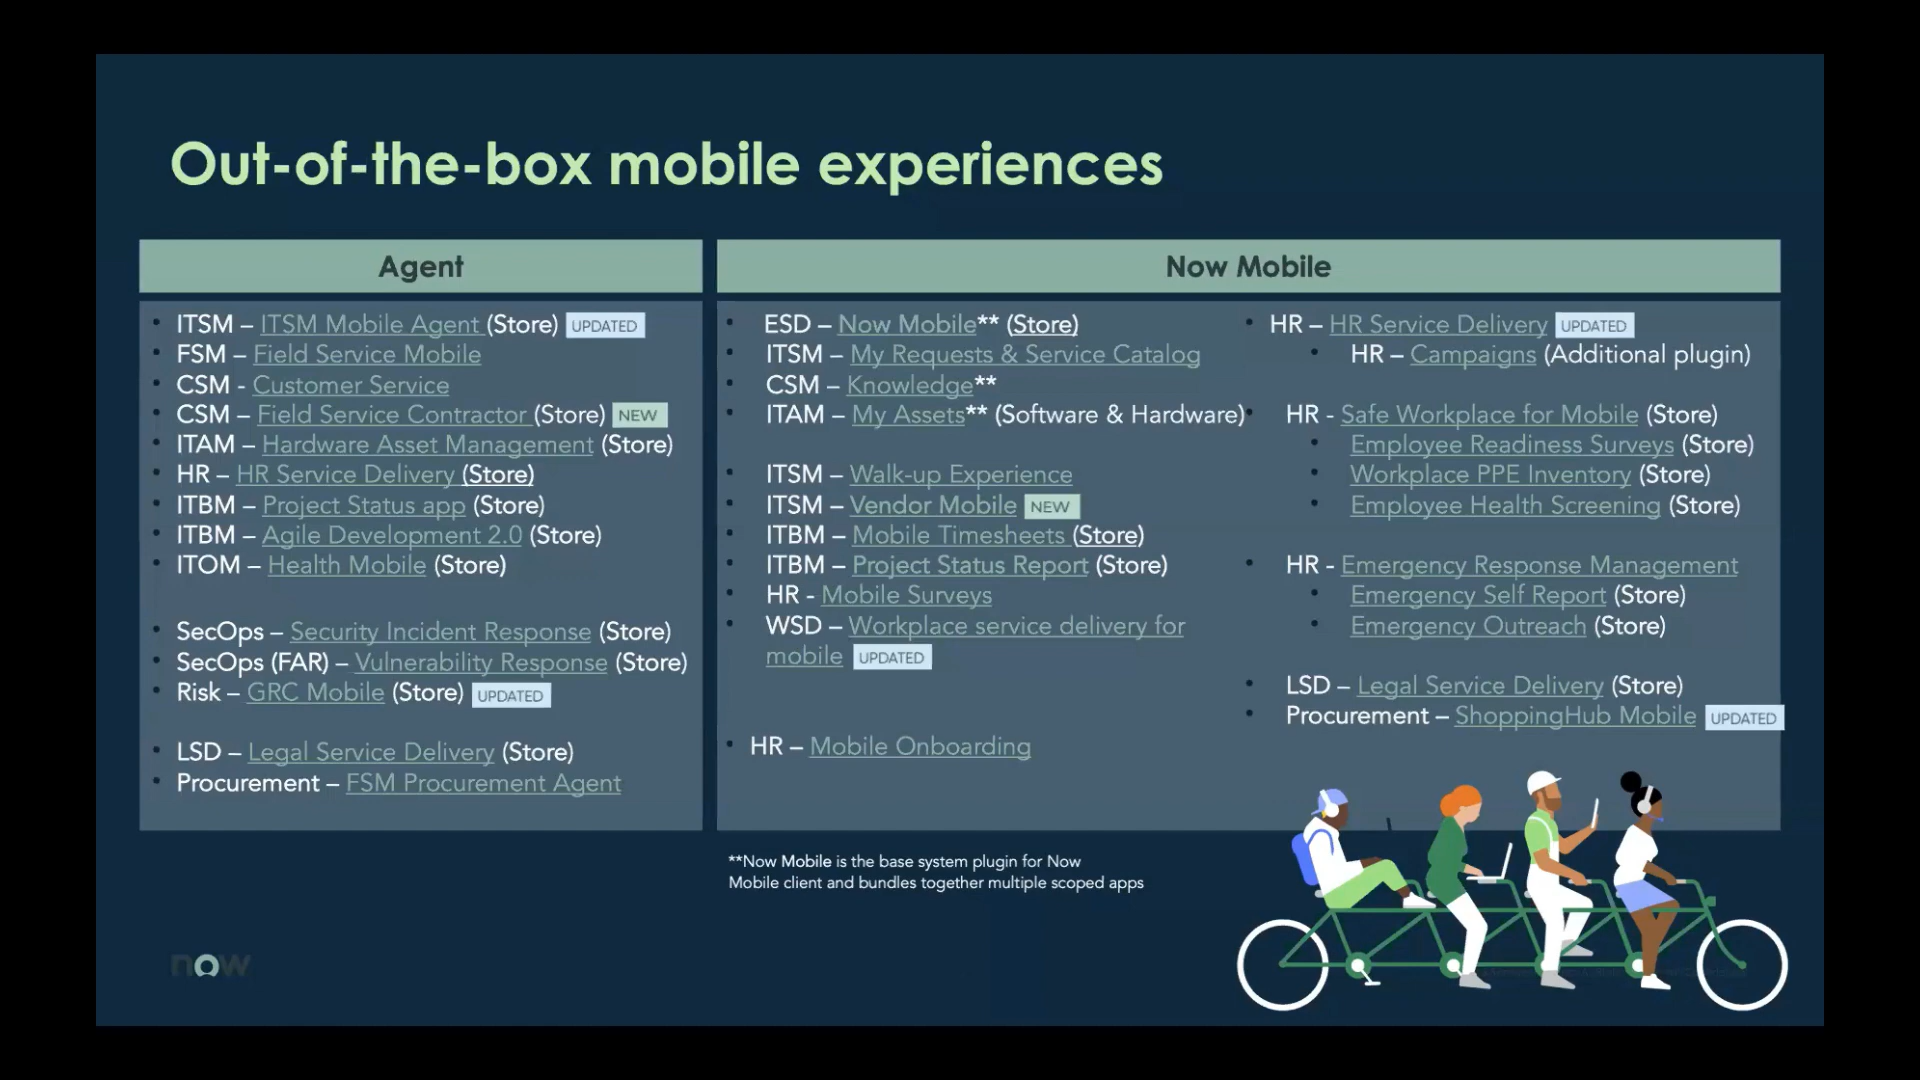 Out-of-the-box mobile experiences
Agent
ITSM – ITSM Mobile Agent (Store) UPDATED
FSM – Field Service Mobile
CSM - Customer Service
CSM – Field Service Contractor (Store) NEW
ITAM – Hardware Asset Management (Store)
HR – HR Service Delivery (Store)
ITBM – Project Status app (Store)
ITBM – Agile Development 2.0 (Store)
ITOM – Health Mobile (Store)
SecOps – Security Incident Response (Store)
SecOps (FAR) – Vulnerability Response (Store)
Risk – GRC Mobile (Store) UPDATED
LSD – Legal Service Delivery (Store)
Procurement – FSM Procurement Agent
Now Mobile
ESD – Now Mobile** (Store)
ITSM – My Requests & Service Catalog
CSM – Knowledge**
ITAM – My Assets** (Software & Hardware)
ITSM – Walk-up Experience
ITSM – Vendor Mobile NEW
ITBM – Mobile Timesheets (Store)
ITBM – Project Status Report (Store)
HR - Mobile Surveys
WSD – Workplace service delivery for
mobile UPDATED
HR – Mobile Onboarding
HR – HR Service Delivery UPDATED
HR – Campaigns (Additional plugin)
HR - Safe Workplace for Mobile (Store)
Employee Readiness Surveys (Store)
Workplace PPE Inventory (Store)
Employee Health Screening (Store)
HR - Emergency Response Management
Emergency Self Report (Store)
Emergency Outreach (Store)
LSD – Legal Service Delivery (Store)
Procurement – ShoppingHub Mobile UPDATED
**Now Mobile is the base system plugin for Now
Mobile client and bundles together multiple scoped apps
now